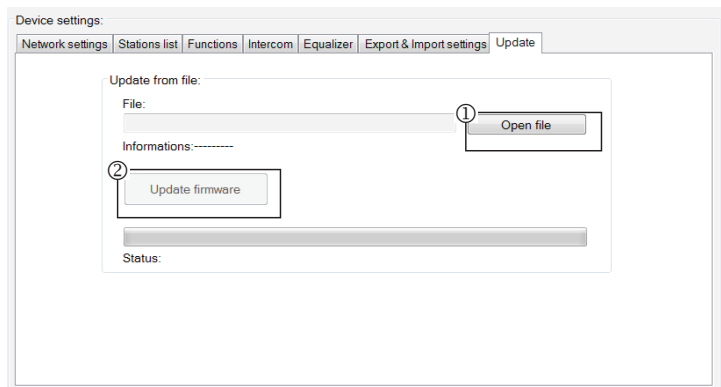 Device settings:
Network settings Stations list Functions Intercom Equalizer Export & Import settings Update
Update from file:
File:
① Open file
Informations:---------
②
Update firmware
Status: